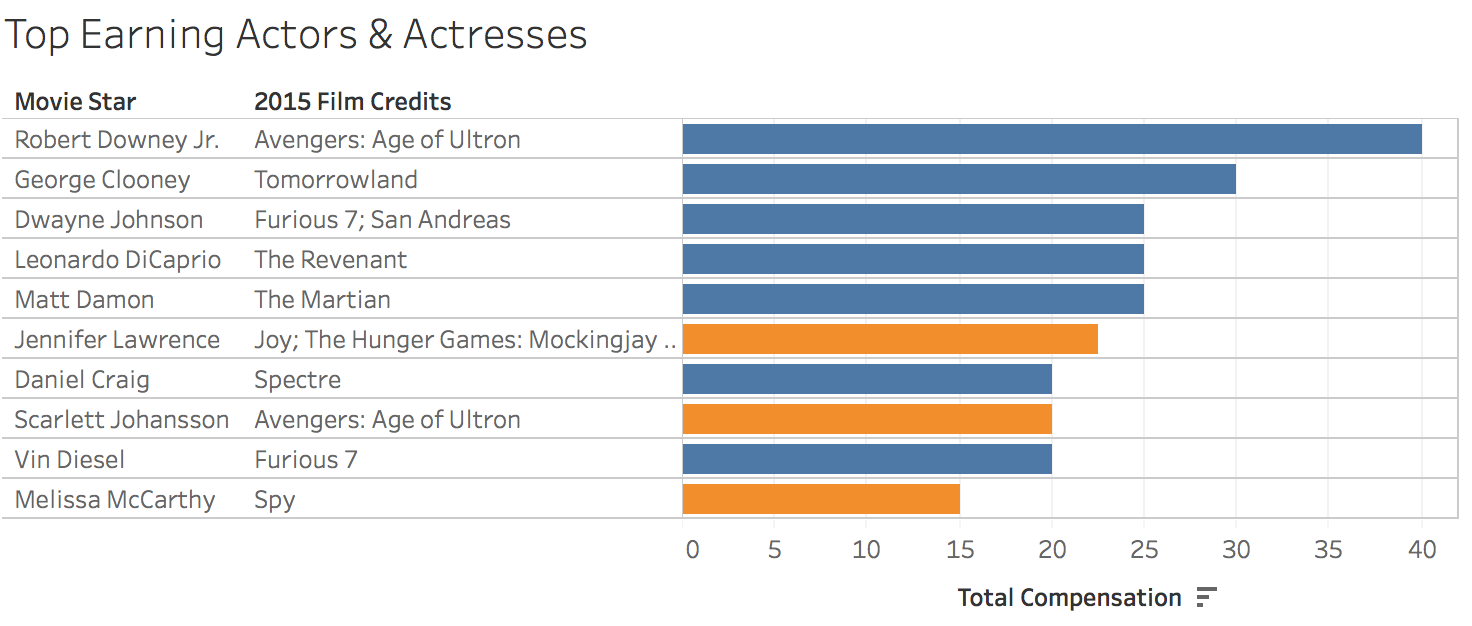 Top Earning Actors & Actresses
Movie Star 2015 Film Credits
Robert Downey Jr. Avengers: Age of Ultron
George Clooney Tomorrowland
Dwayne Johnson Furious 7; San Andreas
Leonardo DiCaprio The Revenant
Matt Damon The Martian
Jennifer Lawrence Joy; The Hunger Games: Mockingjay ..
Daniel Craig Spectre
Scarlett Johansson Avengers: Age of Ultron
Vin Diesel Furious 7
Melissa McCarthy Spy
0 5 10 15 20 25 30 35 40
Total Compensation